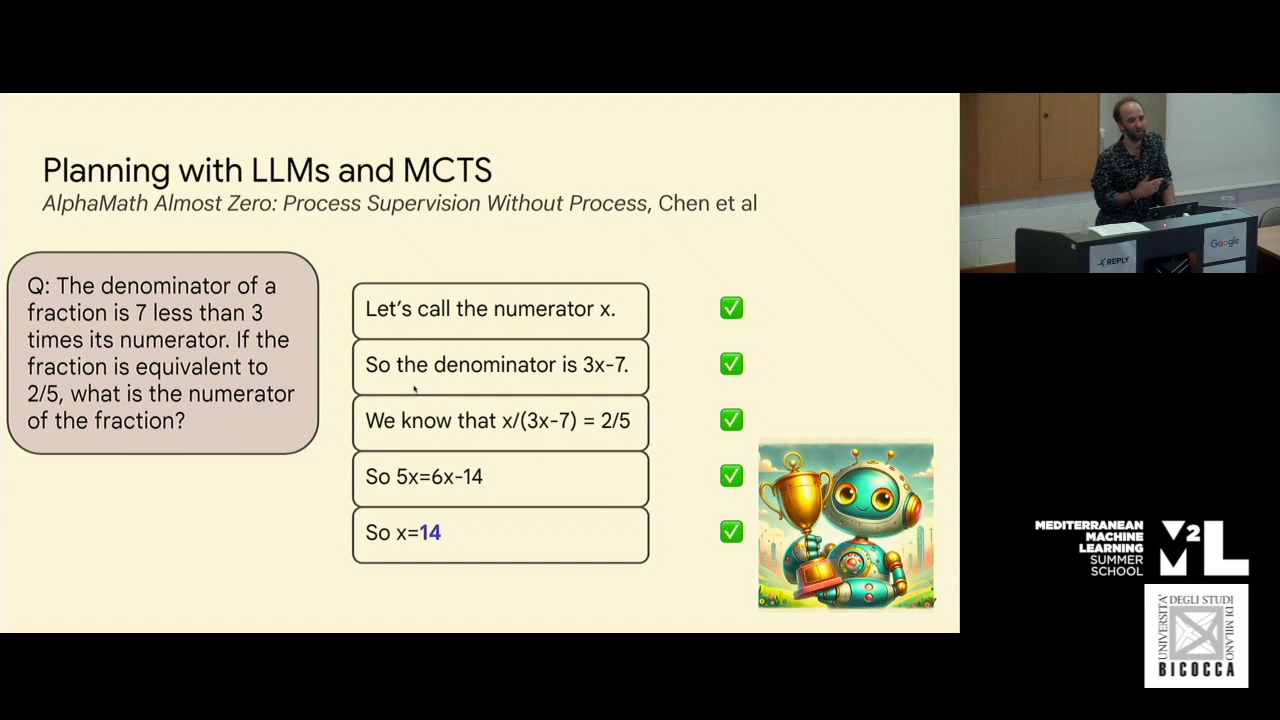 Planning with LLMs and MCTS
AlphaMath Almost Zero: Process Supervision Without Process, Chen et al
Q: The denominator of a
fraction is 7 less than 3
times its numerator. If the
fraction is equivalent to
2/5, what is the numerator
of the fraction?
Let's call the numerator x.
So the denominator is 3x-7.
We know that x/(3x-7) = 2/5
So 5x=6x-14
So x=14
REPLY
Google
MEDITERRANEAN
MACHINE
LEARNING
SUMMER
SCHOOL
M2L
UNIVERSITÀ
DEGLI STUDI
DI MILANO
BICOCCA